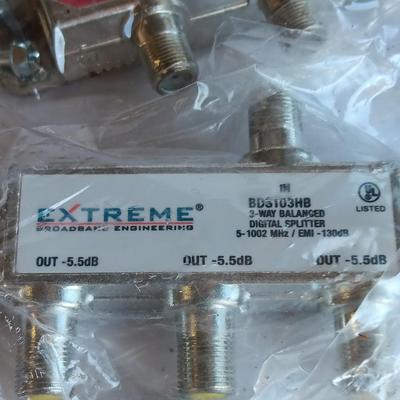 IN
EXTREME®
BROADBAND ENGINEERING
BDS103HB
3-WAY BALANCED
DIGITAL SPLITTER
5-1002 MHz / EMI -130dB
UL
LISTED
OUT -5.5dB
OUT -5.5dB
OUT -5.5dB